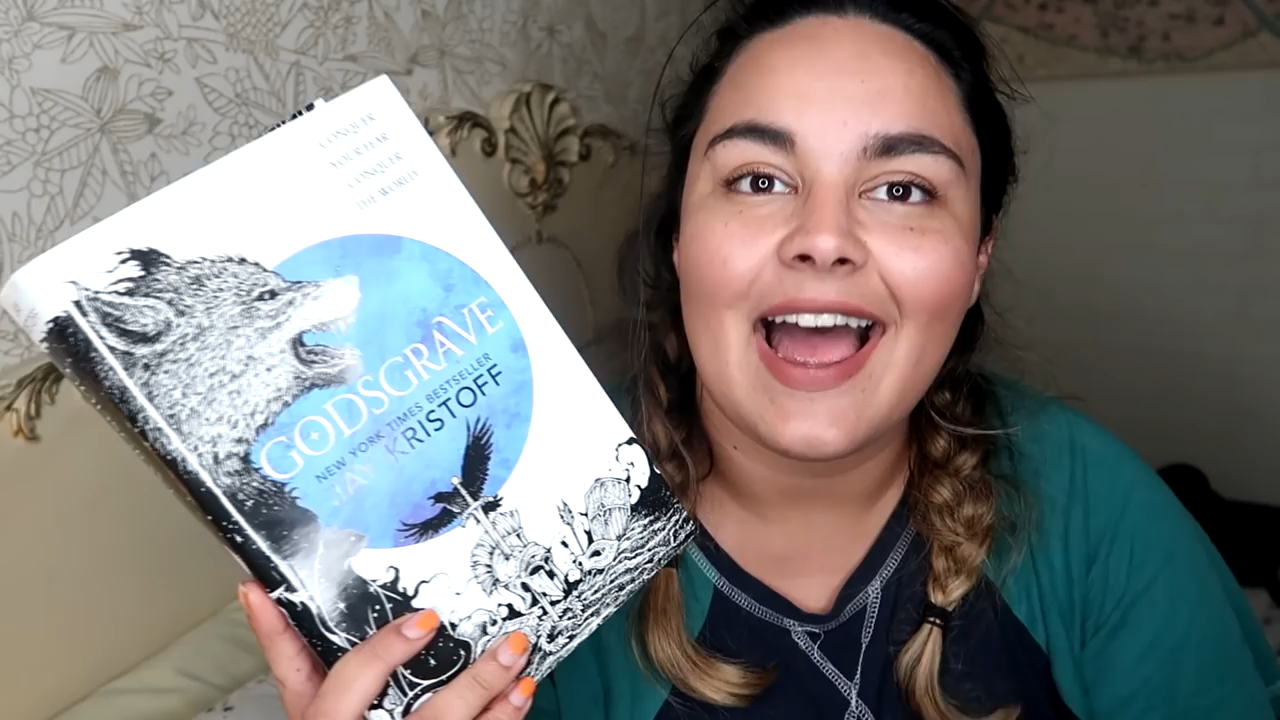 CONQUER
YOUR FEAR
CONQUER
THE WORLD
GODSGRAVE
NEW YORK TIMES BESTSELLER
JAY KRISTOFF